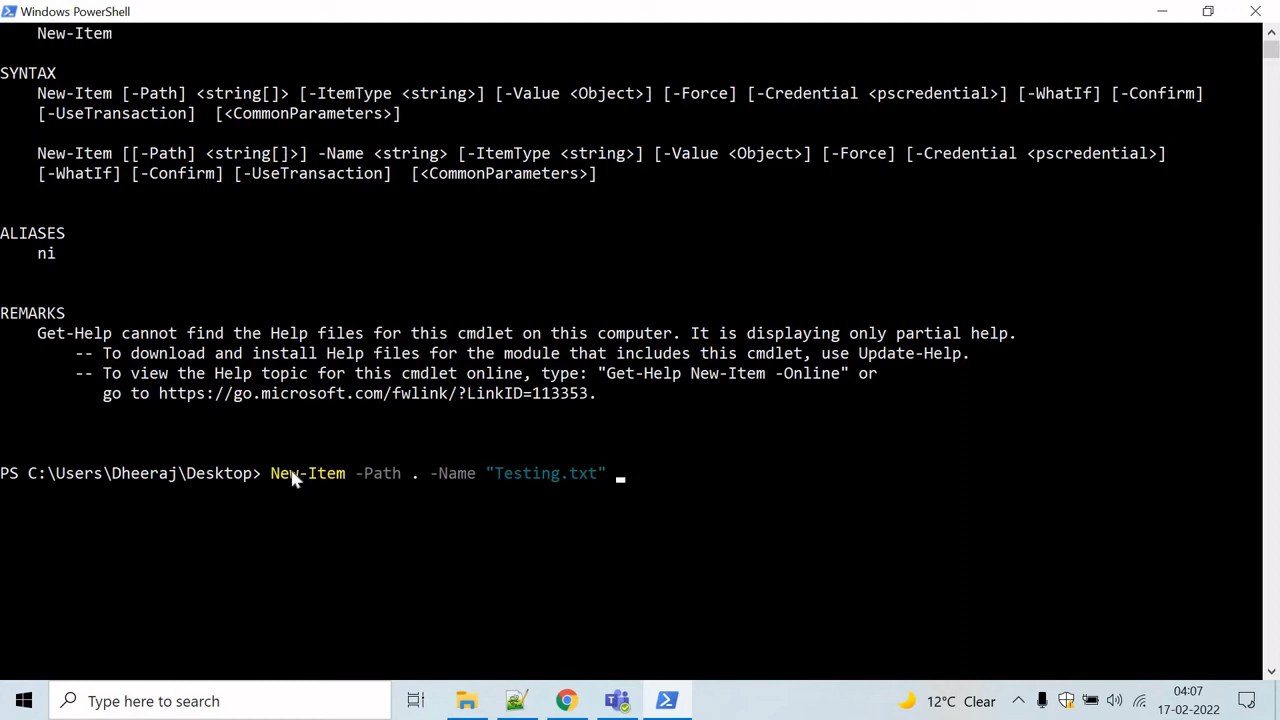 Windows PowerShell
New-Item
SYNTAX
New-Item [-Path] <string[]> [-ItemType <string>] [-Value <Object>] [-Force] [-Credential <pscredential>] [-WhatIf] [-Confirm]
[-UseTransaction] [<CommonParameters>]
New-Item [[-Path] <string[]>] -Name <string> [-ItemType <string>] [-Value <Object>] [-Force] [-Credential <pscredential>]
[-WhatIf] [-Confirm] [-UseTransaction] [<CommonParameters>]
ALIASES
ni
REMARKS
Get-Help cannot find the Help files for this cmdlet on this computer. It is displaying only partial help.
-- To download and install Help files for the module that includes this cmdlet, use Update-Help.
-- To view the Help topic for this cmdlet online, type: "Get-Help New-Item -Online" or
go to https://go.microsoft.com/fwlink/?LinkID=113353.
PS C:\Users\Dheeraj\Desktop> New-Item -Path . -Name "Testing.txt"
Type here to search
12°C Clear
04:07
17-02-2022